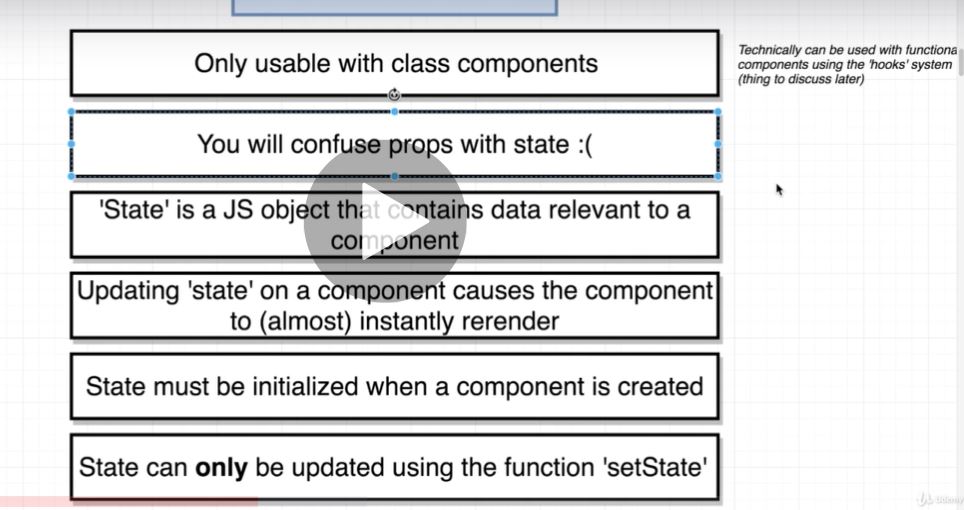 Only usable with class components
Technically can be used with functiona
components using the 'hooks' system
(thing to discuss later)
You will confuse props with state :(
'State' is a JS object that contains data relevant to a
component
Updating 'state' on a component causes the component
to (almost) instantly rerender
State must be initialized when a component is created
State can only be updated using the function 'setState'
Udemy